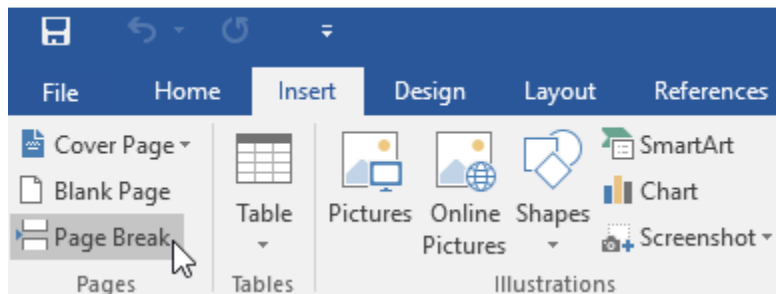 File Home Insert Design Layout References
Cover Page
Blank Page
Page Break
Pages
Table
Tables
Pictures
Online
Pictures
Shapes
SmartArt
Chart
Screenshot
Illustrations